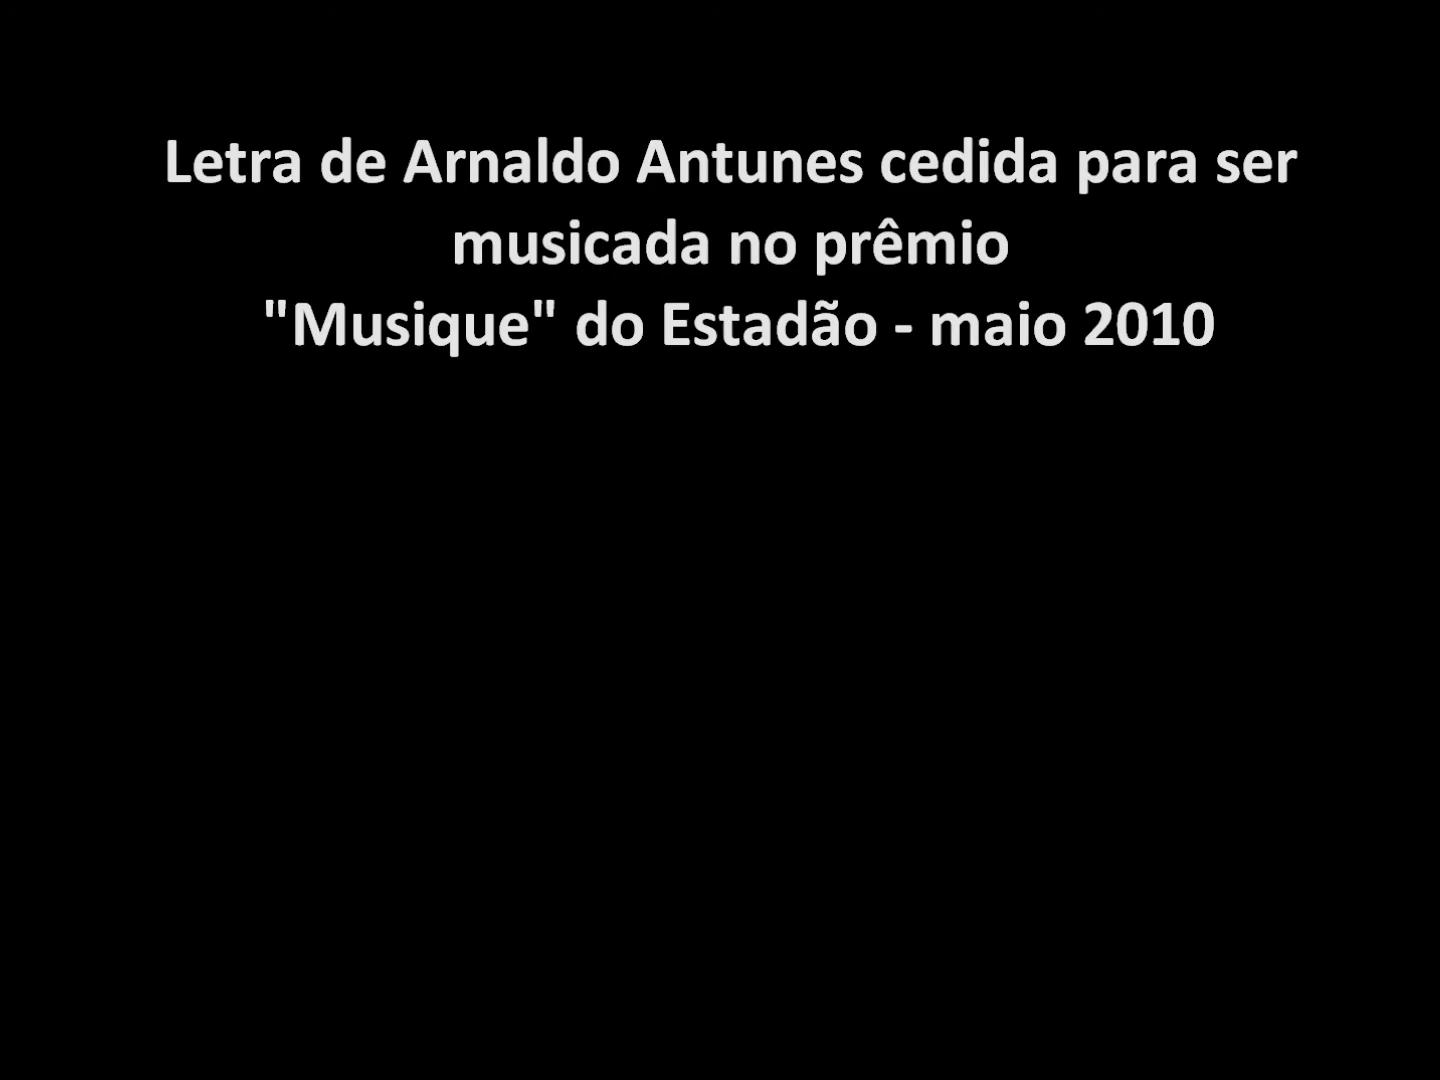 Letra de Arnaldo Antunes cedida para ser
musicada no prêmio
"Musique" do Estadão - maio 2010